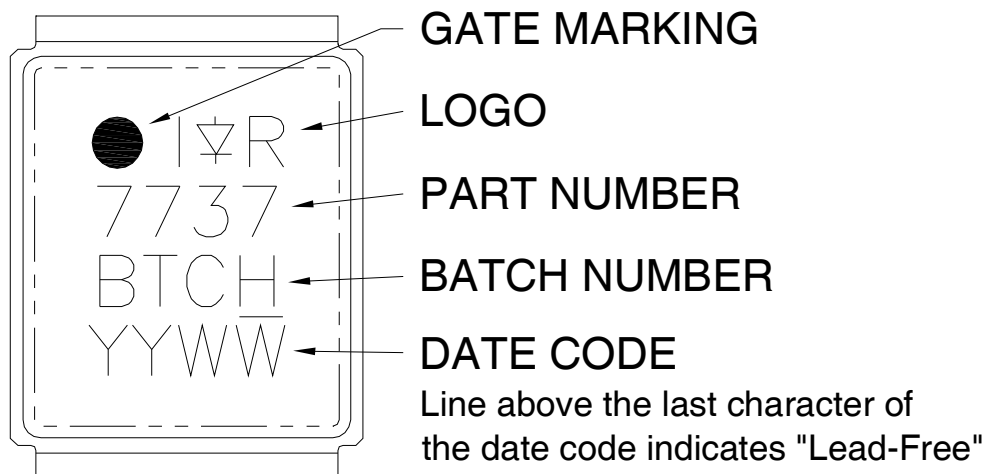 GATE MARKING
I R
LOGO
7737
PART NUMBER
BTCH
BATCH NUMBER
YYWW
DATE CODE
Line above the last character of
the date code indicates "Lead-Free"